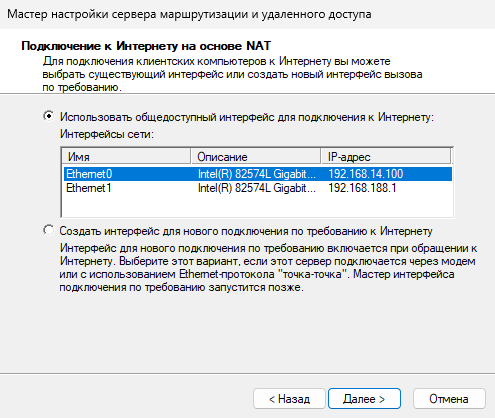 Мастер настройки сервера маршрутизации и удаленного доступа
Подключение к Интернету на основе NAT
Для подключения клиентских компьютеров к Интернету вы можете
выбрать существующий интерфейс или создать новый интерфейс вызова
по требованию.
Использовать общедоступный интерфейс для подключения к Интернету:
Интерфейсы сети:
Имя Описание IP-адрес
Ethernet0 Intel(R) 82574L Gigabit... 192.168.14.100
Ethernet1 Intel(R) 82574L Gigabit... 192.168.188.1
Создать интерфейс для нового подключения по требованию к Интернету
Интерфейс для нового подключения по требованию включается при обращении к
Интернету. Выберите этот вариант, если этот сервер подключается через модем
или с использованием Ethernet-протокола "точка-точка". Мастер интерфейса
подключения по требованию запустится позже.
< Назад Далее > Отмена